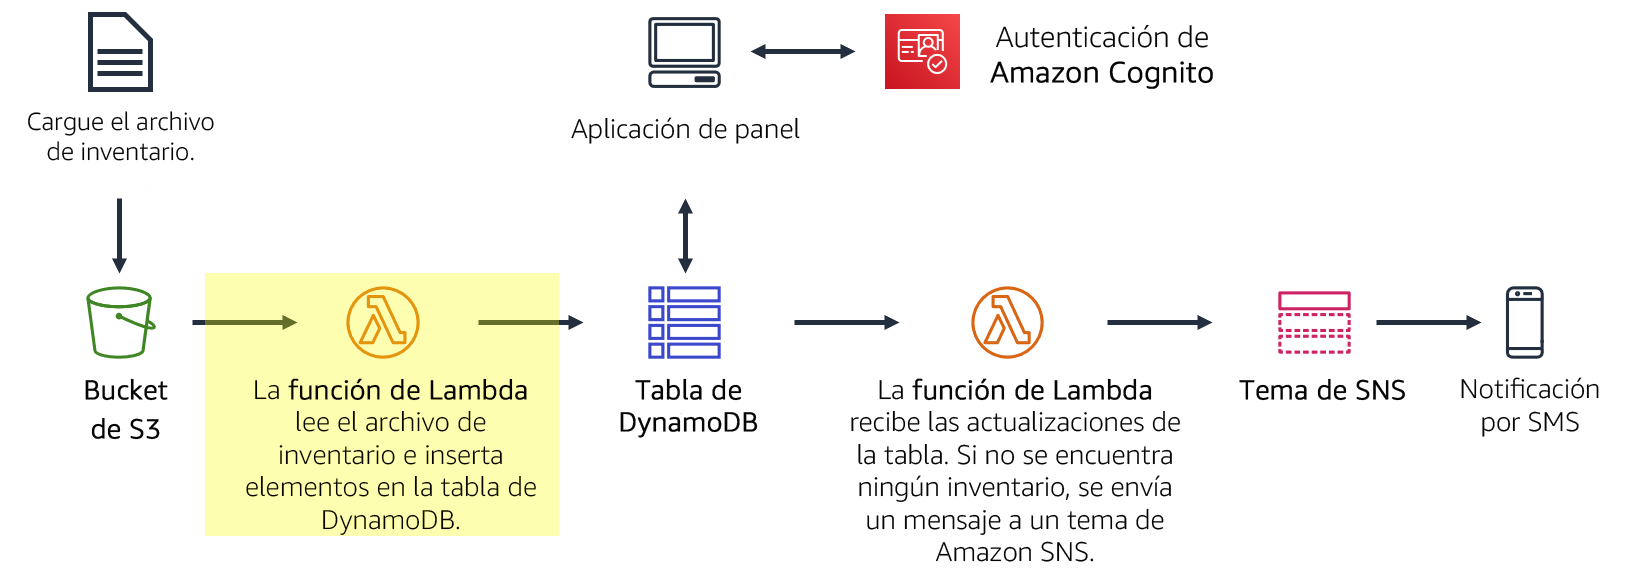 Cargue el archivo
de inventario.
Aplicación de panel
Autenticación de
Amazon Cognito
Bucket
de S3
La función de Lambda
lee el archivo de
inventario e inserta
elementos en la tabla de
DynamoDB.
Tabla de
DynamoDB
La función de Lambda
recibe las actualizaciones de
la tabla. Si no se encuentra
ningún inventario, se envía
un mensaje a un tema de
Amazon SNS.
Tema de SNS
Notificación
por SMS